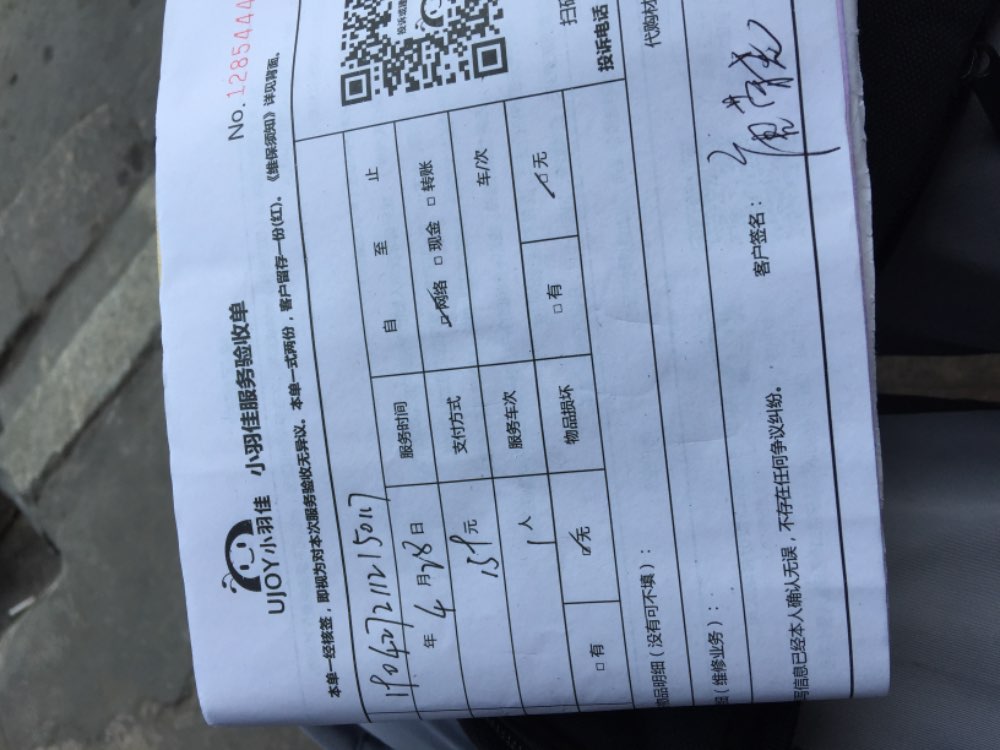 No. 1285444
UJOY小羽佳 小羽佳服务验收单
本单一经核签，即视为对本次服务验收无异议。本单一式两份，客户留存一份(红)。《维保须知》详见背面。
年 4 月 28 日 服务时间 自 至 止
元 支付方式 ☑网络 □现金 □转账
1 人 服务车次 车/次
□有 ☑无 物品损坏 □有 ☑无
投诉电话
品明细（没有可不填）： 代购材
（维修业务）：
信息已经本人确认无误，不存在任何争议纠纷。 客户签名：